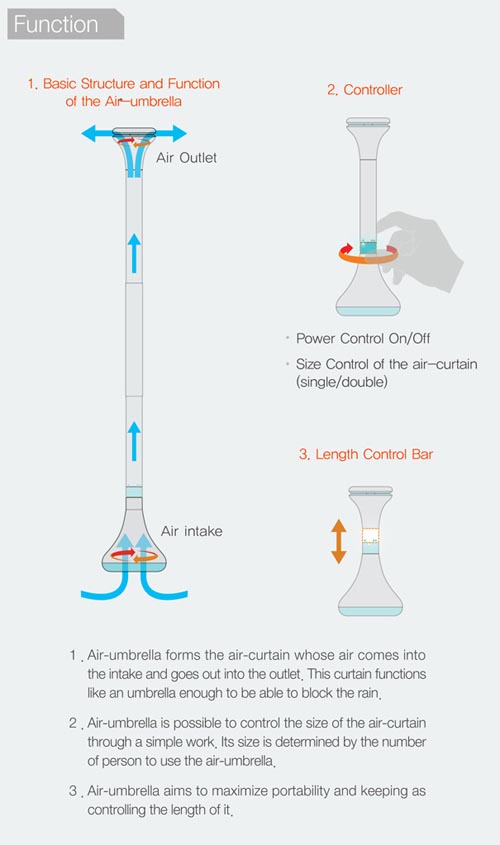 Function
1. Basic Structure and Function
of the Air-umbrella
Air Outlet
Air intake
2. Controller
· Power Control On/Off
· Size Control of the air-curtain
(single/double)
3. Length Control Bar
1. Air-umbrella forms the air-curtain whose air comes into
the intake and goes out into the outlet. This curtain functions
like an umbrella enough to be able to block the rain.
2. Air-umbrella is possible to control the size of the air-curtain
through a simple work. Its size is determined by the number
of person to use the air-umbrella.
3. Air-umbrella aims to maximize portability and keeping as
controlling the length of it.